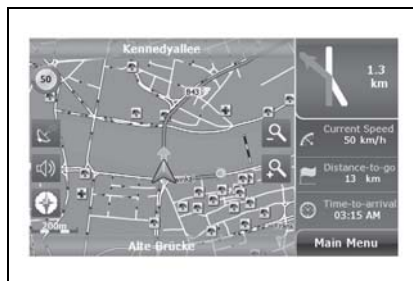 Kennedyallee
50
B43
200m
Alte Brücke
1.3
km
Current Speed
50 km/h
Distance-to-go
13 km
Time-to-arrival
03:15 AM
Main Menu